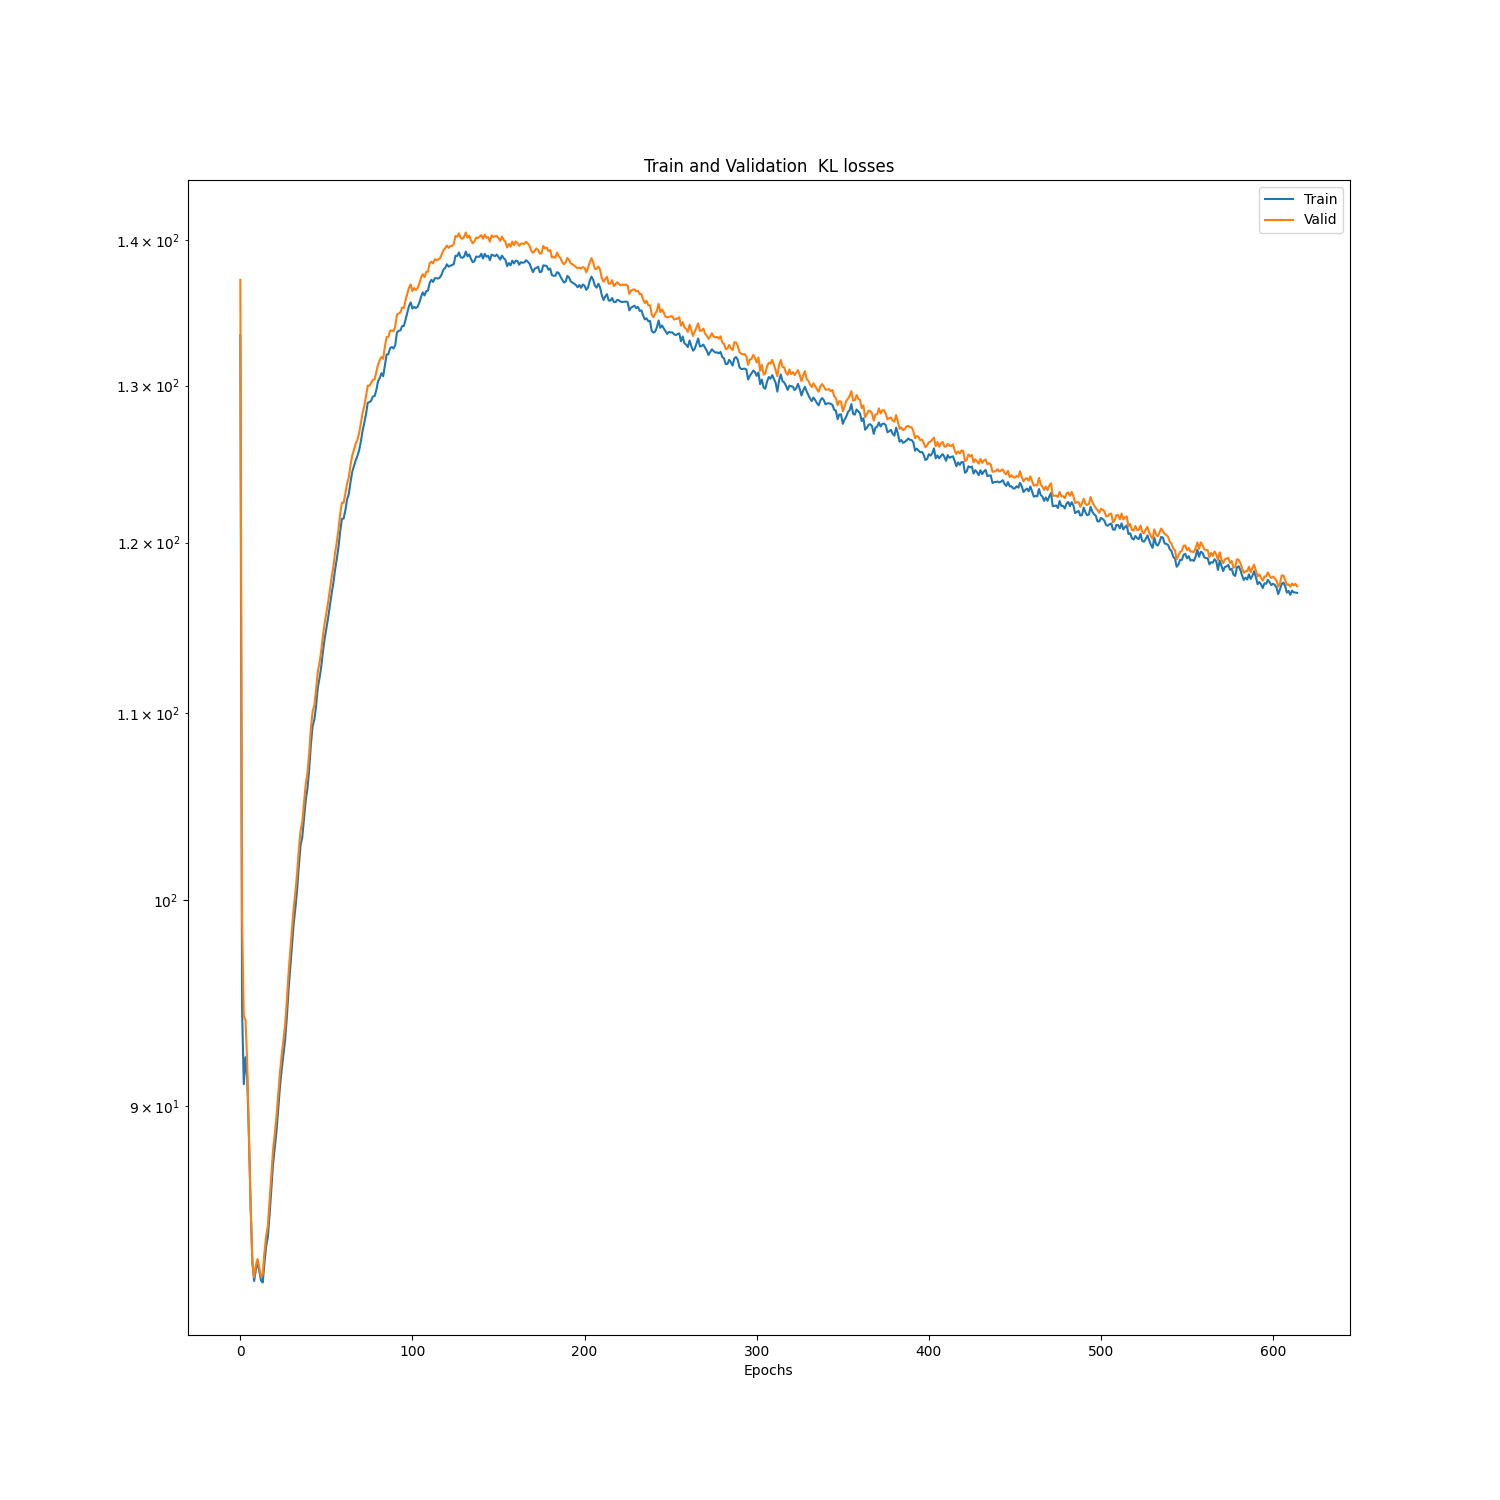 Train and Validation  KL losses
Train
Valid
1.4 × 10²
1.3 × 10²
1.2 × 10²
1.1 × 10²
10²
9 × 10¹
0 100 200 300 400 500 600
Epochs